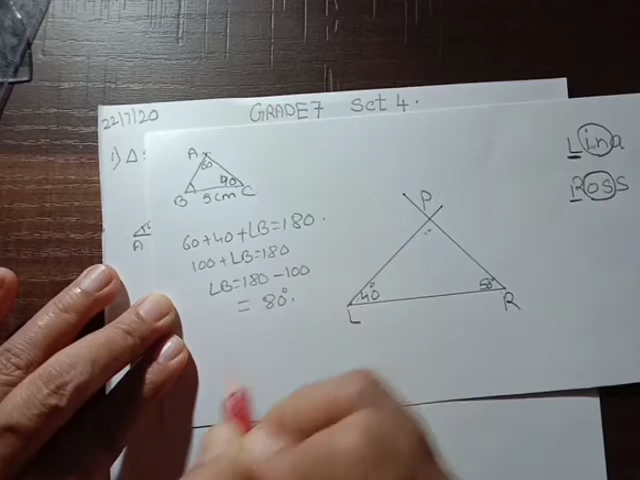 22/7/20
GRADE 7 Set 4.
1) Δ:
A
60
40
B
C
5cm
A
60+40+∠B=180.
100+∠B=180
∠B=180-100
= 80°.
P
40°
L
R
Lina
Ross